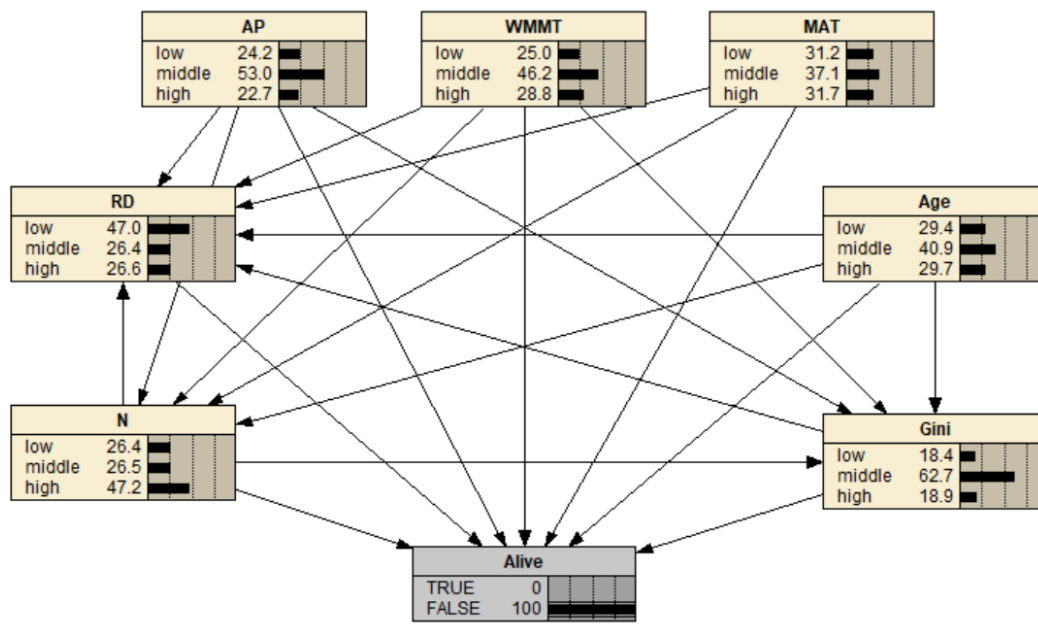 AP
low 24.2
middle 53.0
high 22.7
WMMT
low 25.0
middle 46.2
high 28.8
MAT
low 31.2
middle 37.1
high 31.7
RD
low 47.0
middle 26.4
high 26.6
Age
low 29.4
middle 40.9
high 29.7
N
low 26.4
middle 26.5
high 47.2
Gini
low 18.4
middle 62.7
high 18.9
Alive
TRUE 0
FALSE 100